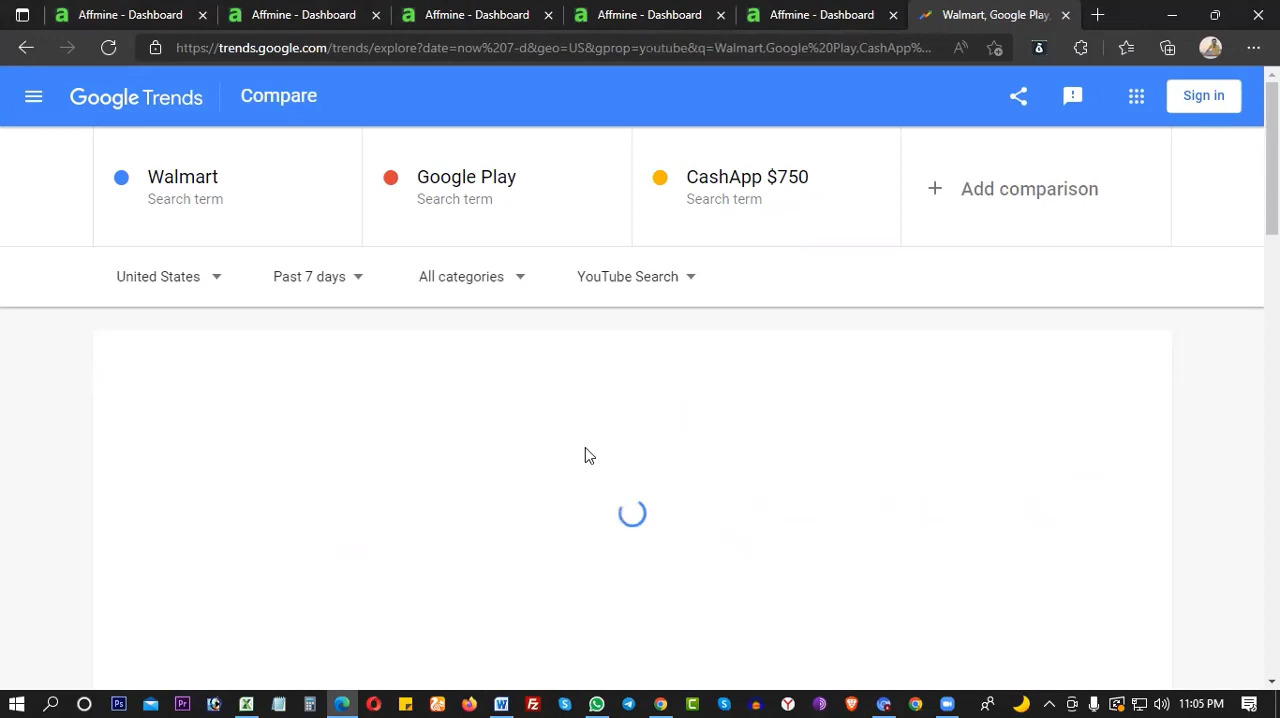 Affmine - Dashboard
Affmine - Dashboard
Affmine - Dashboard
Affmine - Dashboard
Affmine - Dashboard
Walmart, Google Play,
https://trends.google.com/trends/explore?date=now%207-d&geo=US&gprop=youtube&q=Walmart,Google%20Play,CashApp%...
Google Trends
Compare
Sign in
Walmart
Search term
Google Play
Search term
CashApp $750
Search term
+ Add comparison
United States
Past 7 days
All categories
YouTube Search
11:05 PM